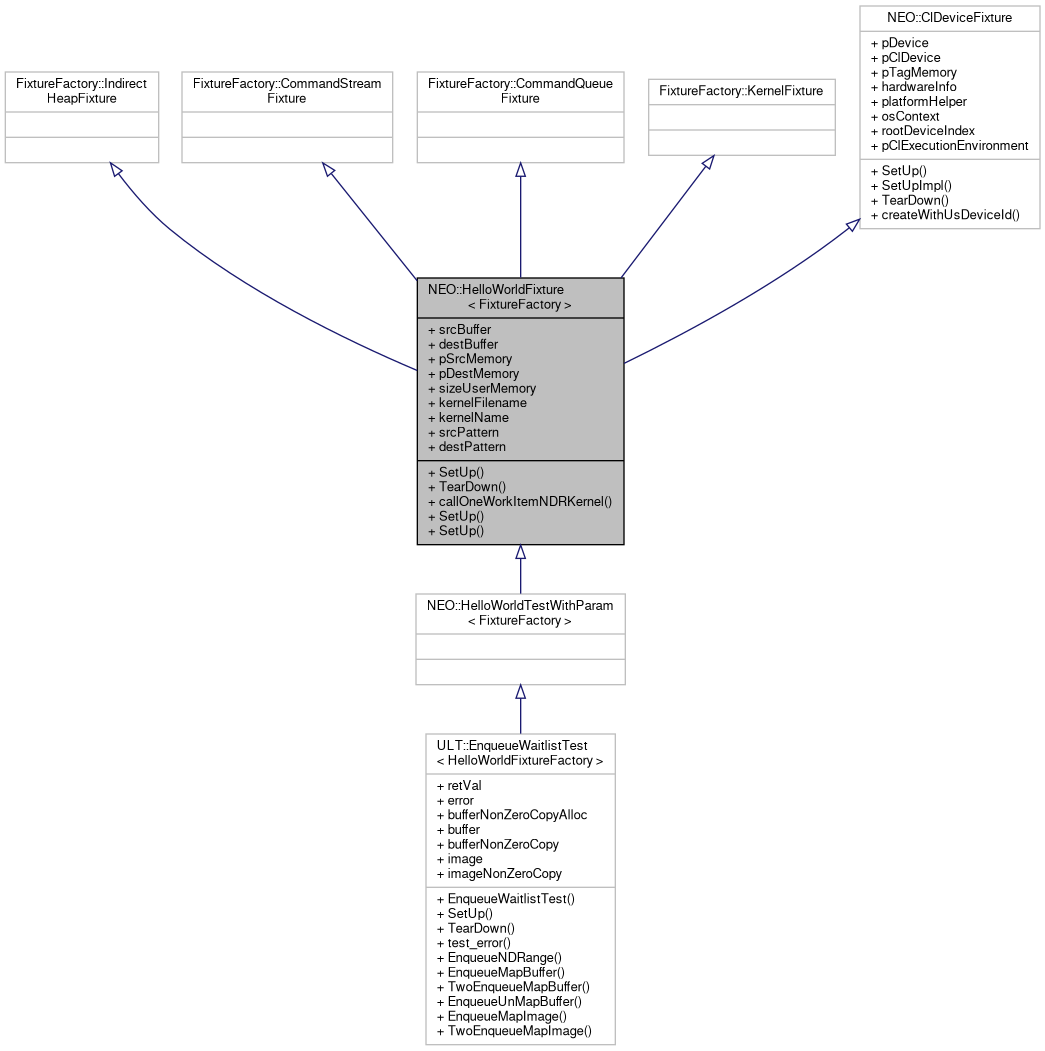 FixtureFactory::Indirect
HeapFixture
FixtureFactory::CommandStream
Fixture
FixtureFactory::CommandQueue
Fixture
FixtureFactory::KernelFixture
NEO::ClDeviceFixture
+ pDevice
+ pClDevice
+ pTagMemory
+ hardwareInfo
+ platformHelper
+ osContext
+ rootDeviceIndex
+ pClExecutionEnvironment
+ SetUp()
+ SetUpImpl()
+ TearDown()
+ createWithUsDeviceId()
NEO::HelloWorldFixture
< FixtureFactory >
+ srcBuffer
+ destBuffer
+ pSrcMemory
+ pDestMemory
+ sizeUserMemory
+ kernelFilename
+ kernelName
+ srcPattern
+ destPattern
+ SetUp()
+ TearDown()
+ callOneWorkItemNDRKernel()
+ SetUp()
+ SetUp()
NEO::HelloWorldTestWithParam
< FixtureFactory >
ULT::EnqueueWaitlistTest
< HelloWorldFixtureFactory >
+ retVal
+ error
+ bufferNonZeroCopyAlloc
+ buffer
+ bufferNonZeroCopy
+ image
+ imageNonZeroCopy
+ EnqueueWaitlistTest()
+ SetUp()
+ TearDown()
+ test_error()
+ EnqueueNDRange()
+ EnqueueMapBuffer()
+ TwoEnqueueMapBuffer()
+ EnqueueUnMapBuffer()
+ EnqueueMapImage()
+ TwoEnqueueMapImage()